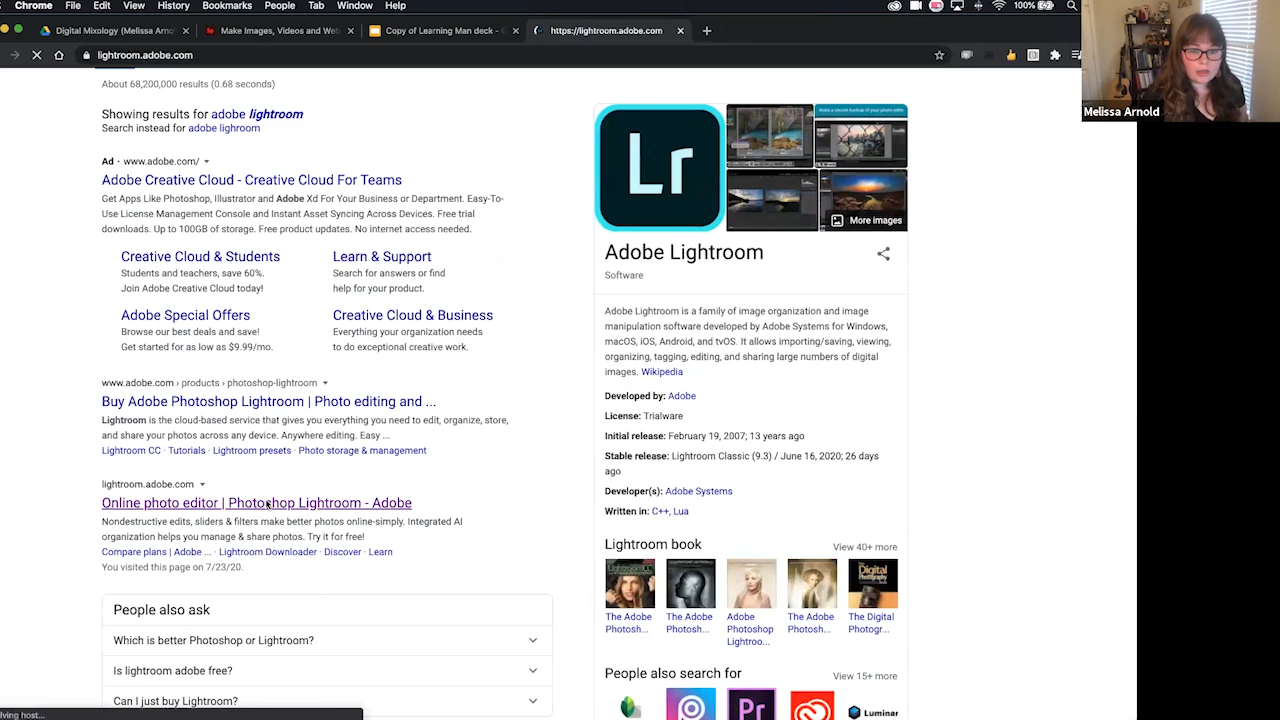 Chrome File Edit View History Bookmarks People Tab Window Help 100%
Digital Mixology (Melissa Arnol
Make Images, Videos and Web
Copy of Learning Man deck - G
https://lightroom.adobe.com
lightroom.adobe.com
Melissa Arnold
About 68,200,000 results (0.68 seconds)
Showing results for adobe lightroom
Search instead for adobe lighroom
Ad · www.adobe.com/
Adobe Creative Cloud - Creative Cloud For Teams
Get Apps Like Photoshop, Illustrator and Adobe Xd For Your Business or Department. Easy-To-
Use License Management Console and Instant Asset Syncing Across Devices. Free trial
downloads. Up to 100GB of storage. Free product updates. No internet access needed.
Creative Cloud & Students
Students and teachers, save 60%.
Join Adobe Creative Cloud today!
Learn & Support
Search for answers or find
help for your product.
Adobe Special Offers
Browse our best deals and save!
Get started for as low as $9.99/mo.
Creative Cloud & Business
Everything your organization needs
to do exceptional creative work.
www.adobe.com › products › photoshop-lightroom
Buy Adobe Photoshop Lightroom | Photo editing and ...
Lightroom is the cloud-based service that gives you everything you need to edit, organize, store,
and share your photos across any device. Anywhere editing. Easy ...
Lightroom CC · Tutorials · Lightroom presets · Photo storage & management
lightroom.adobe.com
Online photo editor | Photoshop Lightroom - Adobe
Nondestructive edits, sliders & filters make better photos online-simply. Integrated AI
organization helps you manage & share photos. Try it for free!
Compare plans | Adobe ... · Lightroom Downloader · Discover · Learn
You visited this page on 7/23/20.
People also ask
Which is better Photoshop or Lightroom?
Is lightroom adobe free?
Can I just buy Lightroom?
lving host...
Lr
More images
Adobe Lightroom
Software
Adobe Lightroom is a family of image organization and image
manipulation software developed by Adobe Systems for Windows,
macOS, iOS, Android, and tvOS. It allows importing/saving, viewing,
organizing, tagging, editing, and sharing large numbers of digital
images. Wikipedia
Developed by: Adobe
License: Trialware
Initial release: February 19, 2007; 13 years ago
Stable release: Lightroom Classic (9.3) / June 16, 2020; 26 days
ago
Developer(s): Adobe Systems
Written in: C++, Lua
Lightroom book
View 40+ more
The Adobe
Photosh...
The Adobe
Photosh...
Adobe
Photoshop
Lightroo...
The Adobe
Photosh...
The Digital
Photogr...
People also search for
View 15+ more
Pr
Luminar